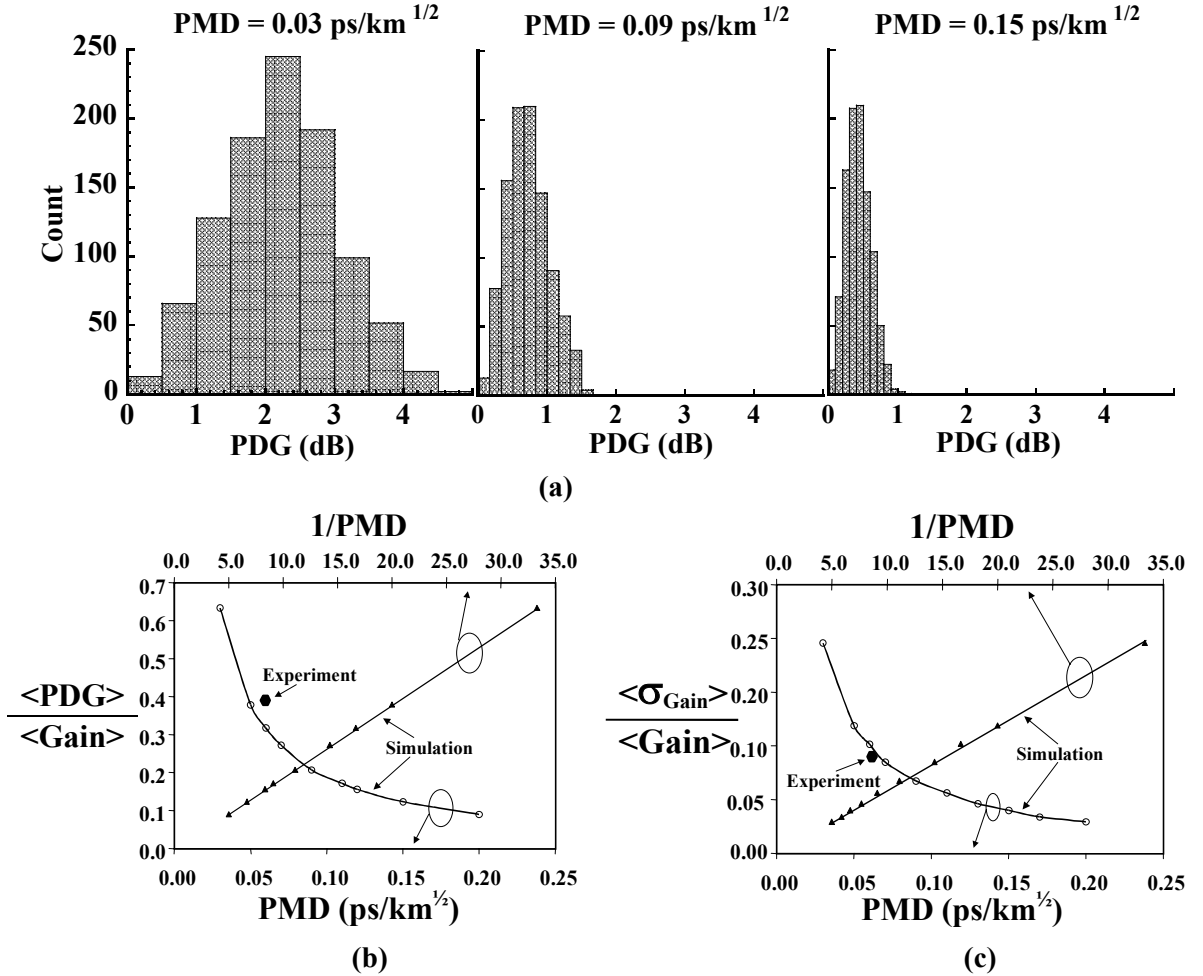 PMD = 0.03 ps/km 1/2
PMD = 0.09 ps/km 1/2
PMD = 0.15 ps/km 1/2
250
200
150
100
50
0
Count
0 1 2 3 4
0 1 2 3 4
0 1 2 3 4
PDG (dB)
PDG (dB)
PDG (dB)
(a)
1/PMD
0.0 5.0 10.0 15.0 20.0 25.0 30.0 35.0
0.7
0.6
0.5
0.4
0.3
0.2
0.1
0.0
<PDG>
<Gain>
Experiment
Simulation
0.00 0.05 0.10 0.15 0.20 0.25
PMD (ps/km½)
(b)
1/PMD
0.0 5.0 10.0 15.0 20.0 25.0 30.0 35.0
0.30
0.25
0.20
0.10
0.05
0.00
<σGain>
<Gain>
Experiment
Simulation
0.00 0.05 0.10 0.15 0.20 0.25
PMD (ps/km½)
(c)